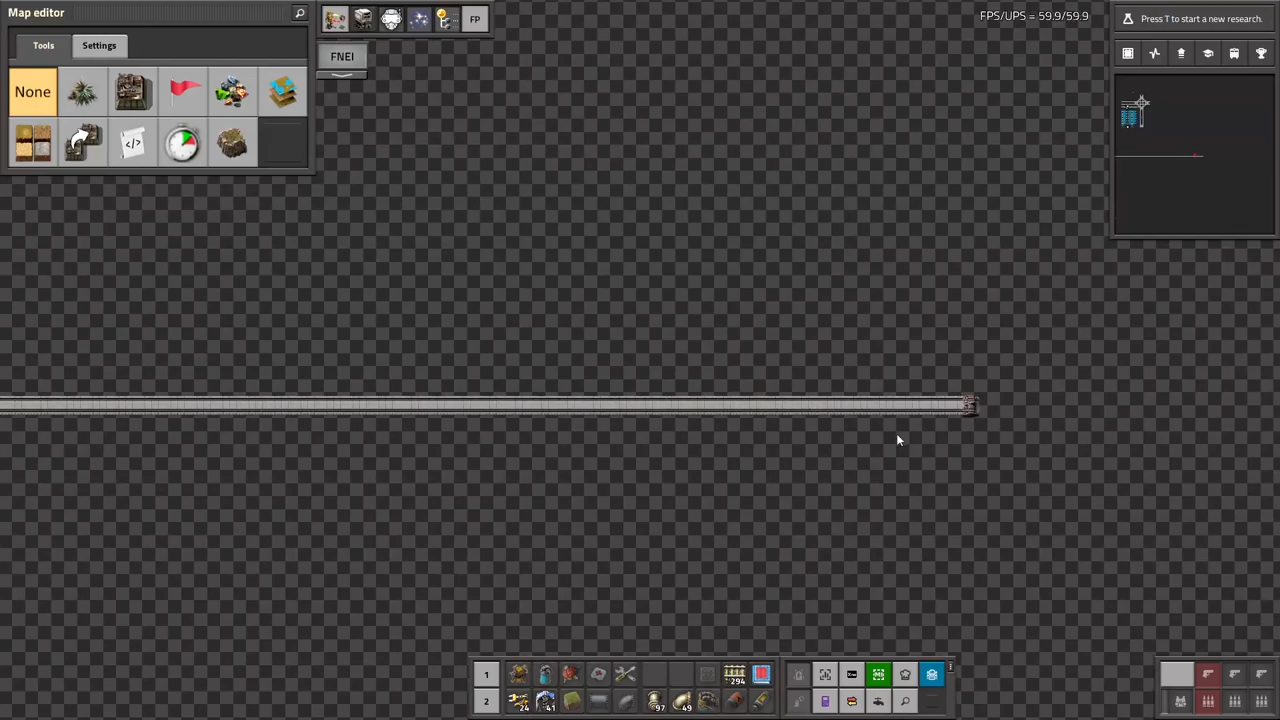 Map editor
Tools
Settings
None
</>
FP
FNEI
FPS/UPS = 59.9/59.9
Press T to start a new research.
1
294
2
24
41
97
49